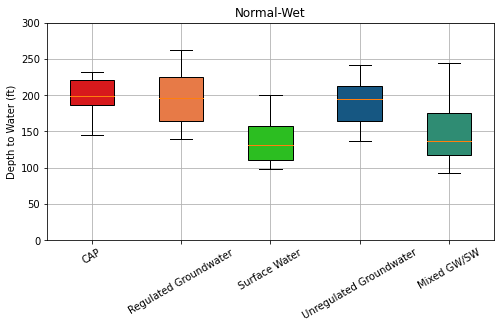 Normal-Wet
Depth to Water (ft)
300
250
200
150
100
50
0
CAP
Regulated Groundwater
Surface Water
Unregulated Groundwater
Mixed GW/SW